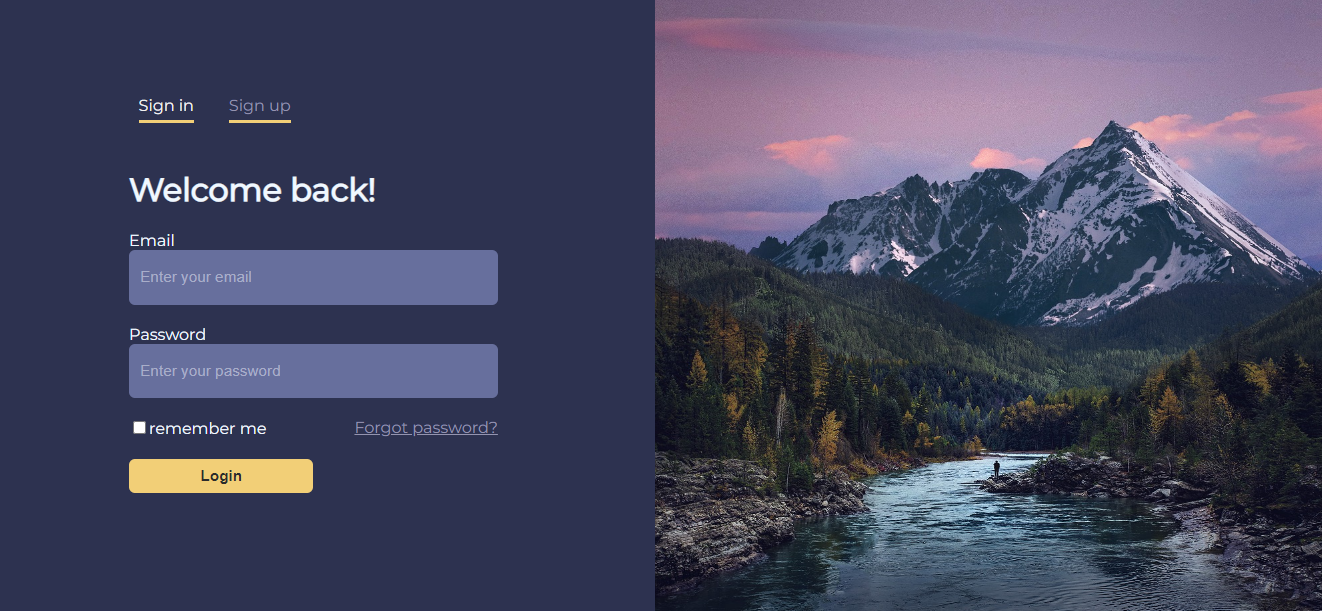 Sign in Sign up
Welcome back!
Email
Enter your email
Password
Enter your password
remember me Forgot password?
Login